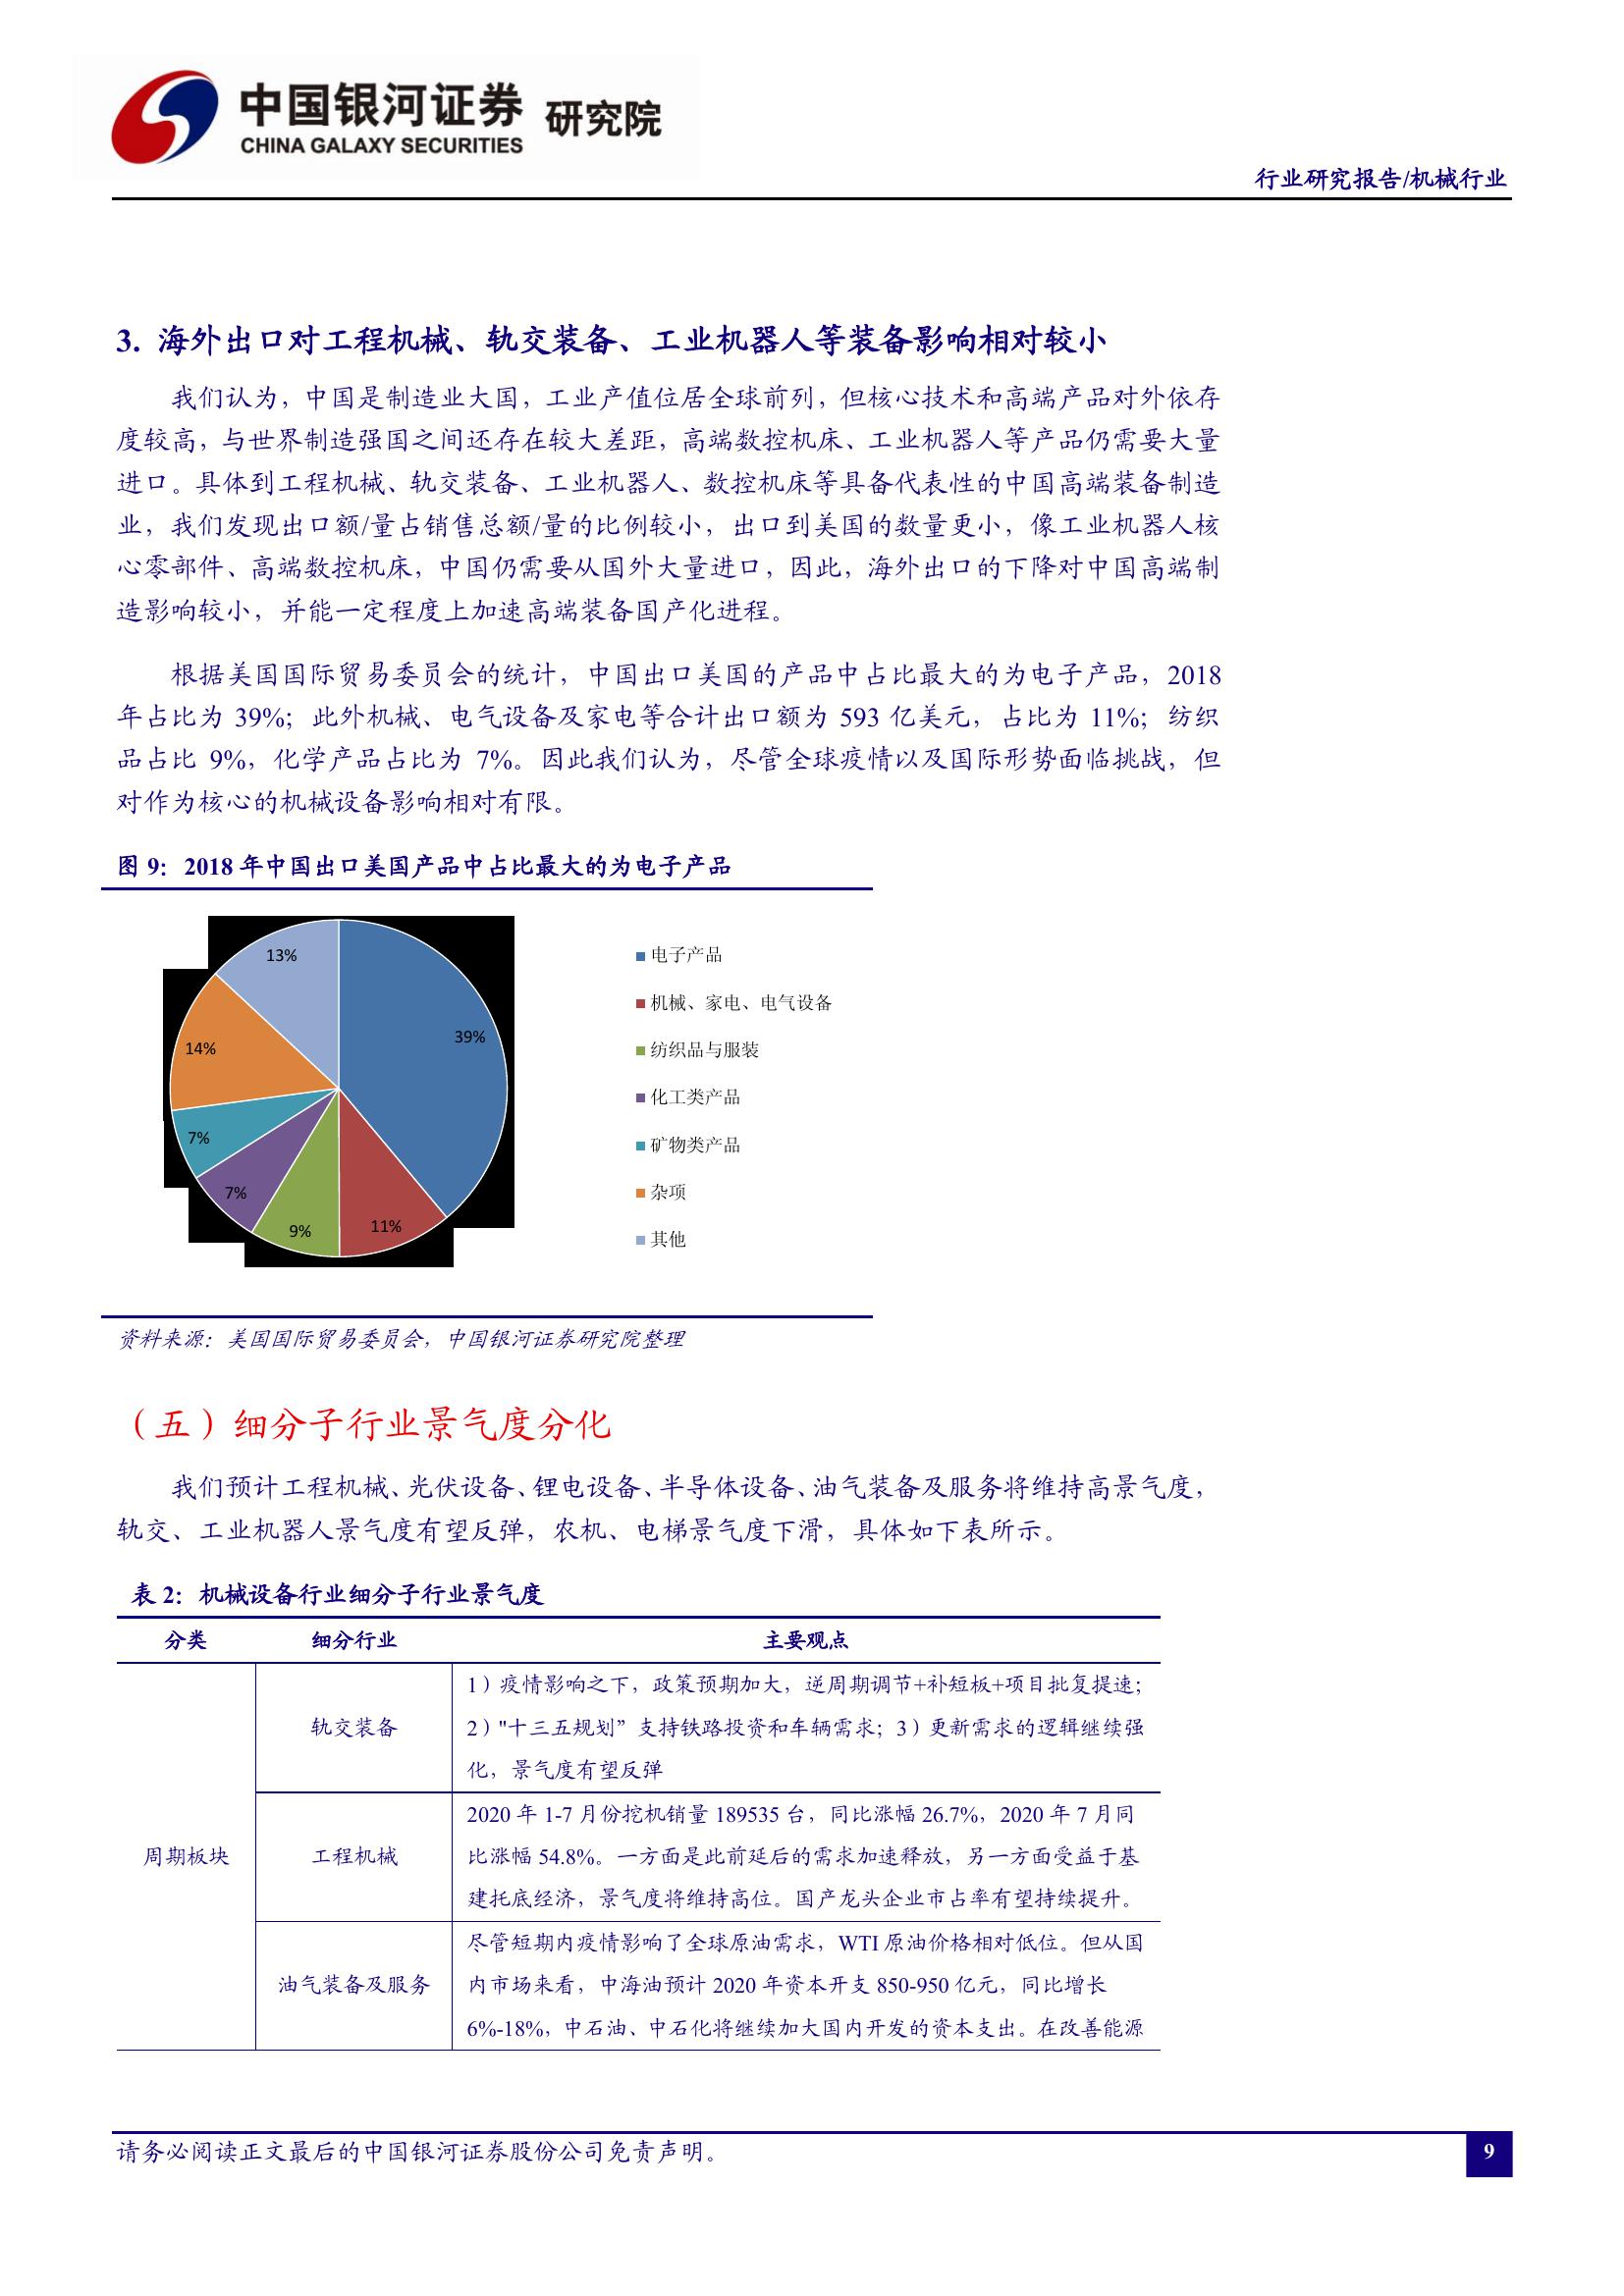 中国银河证券 研究院
CHINA GALAXY SECURITIES
行业研究报告/机械行业
3. 海外出口对工程机械、轨交装备、工业机器人等装备影响相对较小
我们认为，中国是制造业大国，工业产值位居全球前列，但核心技术和高端产品对外依存
度较高，与世界制造强国之间还存在较大差距，高端数控机床、工业机器人等产品仍需要大量
进口。具体到工程机械、轨交装备、工业机器人、数控机床等具备代表性的中国高端装备制造
业，我们发现出口额/量占销售总额/量的比例较小，出口到美国的数量更小，像工业机器人核
心零部件、高端数控机床，中国仍需要从国外大量进口，因此，海外出口的下降对中国高端制
造影响较小，并能一定程度上加速高端装备国产化进程。
根据美国国际贸易委员会的统计，中国出口美国的产品中占比最大的为电子产品，2018
年占比为 39%；此外机械、电气设备及家电等合计出口额为 593 亿美元，占比为 11%；纺织
品占比 9%，化学产品占比为 7%。因此我们认为，尽管全球疫情以及国际形势面临挑战，但
对作为核心的机械设备影响相对有限。
图 9：2018 年中国出口美国产品中占比最大的为电子产品
13%
39%
14%
7%
7%
9%
11%
电子产品
机械、家电、电气设备
纺织品与服装
化工类产品
矿物类产品
杂项
其他
资料来源：美国国际贸易委员会，中国银河证券研究院整理
（五）细分子行业景气度分化
我们预计工程机械、光伏设备、锂电设备、半导体设备、油气装备及服务将维持高景气度，
轨交、工业机器人景气度有望反弹，农机、电梯景气度下滑，具体如下表所示。
表 2：机械设备行业细分子行业景气度
分类 细分行业 主要观点
周期板块
轨交装备
1）疫情影响之下，政策预期加大，逆周期调节+补短板+项目批复提速；
2）"十三五规划”支持铁路投资和车辆需求；3）更新需求的逻辑继续强
化，景气度有望反弹
工程机械
2020 年 1-7 月份挖机销量 189535 台，同比涨幅 26.7%，2020 年 7 月同
比涨幅 54.8%。一方面是此前延后的需求加速释放，另一方面受益于基
建托底经济，景气度将维持高位。国产龙头企业市占率有望持续提升。
油气装备及服务
尽管短期内疫情影响了全球原油需求，WTI 原油价格相对低位。但从国
内市场来看，中海油预计 2020 年资本开支 850-950 亿元，同比增长
6%-18%，中石油、中石化将继续加大国内开发的资本支出。在改善能源
请务必阅读正文最后的中国银河证券股份公司免责声明。
9